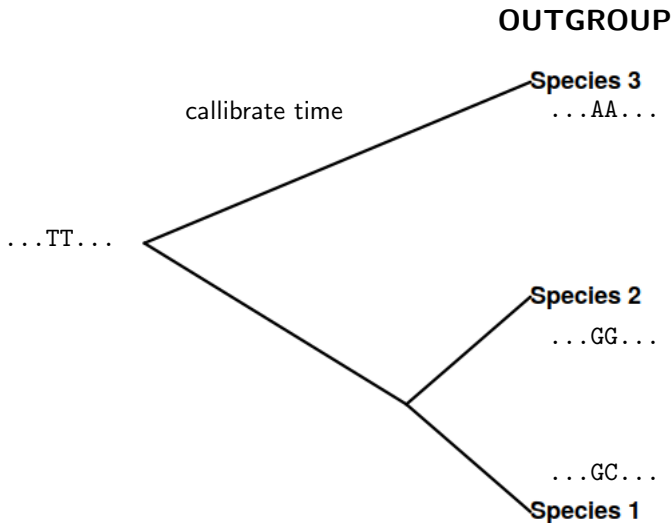 OUTGROUP
Species 3
callibrate time
...AA...
...TT...
Species 2
...GG...
...GC...
Species 1